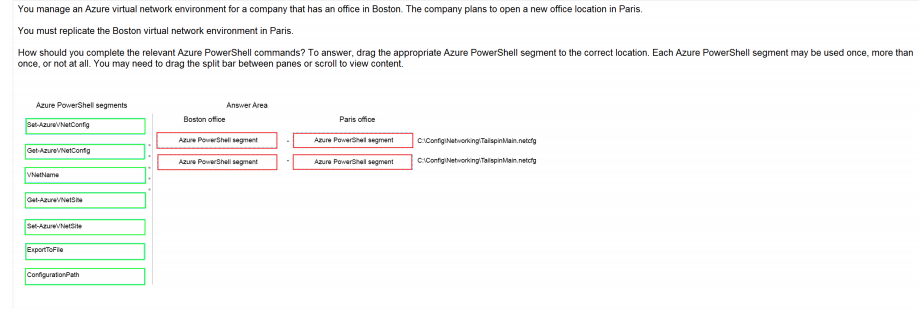 You manage an Azure virtual network environment for a company that has an office in Boston. The company plans to open a new office location in Paris.
You must replicate the Boston virtual network environment in Paris.
How should you complete the relevant Azure PowerShell commands? To answer, drag the appropriate Azure PowerShell segment to the correct location. Each Azure PowerShell segment may be used once, more than
once, or not at all. You may need to drag the split bar between panes or scroll to view content.
Azure PowerShell segments
Answer Area
Boston office
Paris office
Set-AzureVNetConfig
Azure PowerShell segment - Azure PowerShell segment C:\Config\Networking\TailspinMain.netcfg
Get-AzureVNetConfig
Azure PowerShell segment - Azure PowerShell segment C:\Config\Networking\TailspinMain.netcfg
VNetName
Get-AzureVNetSite
Set-AzureVNetSite
ExportToFile
ConfigurationPath